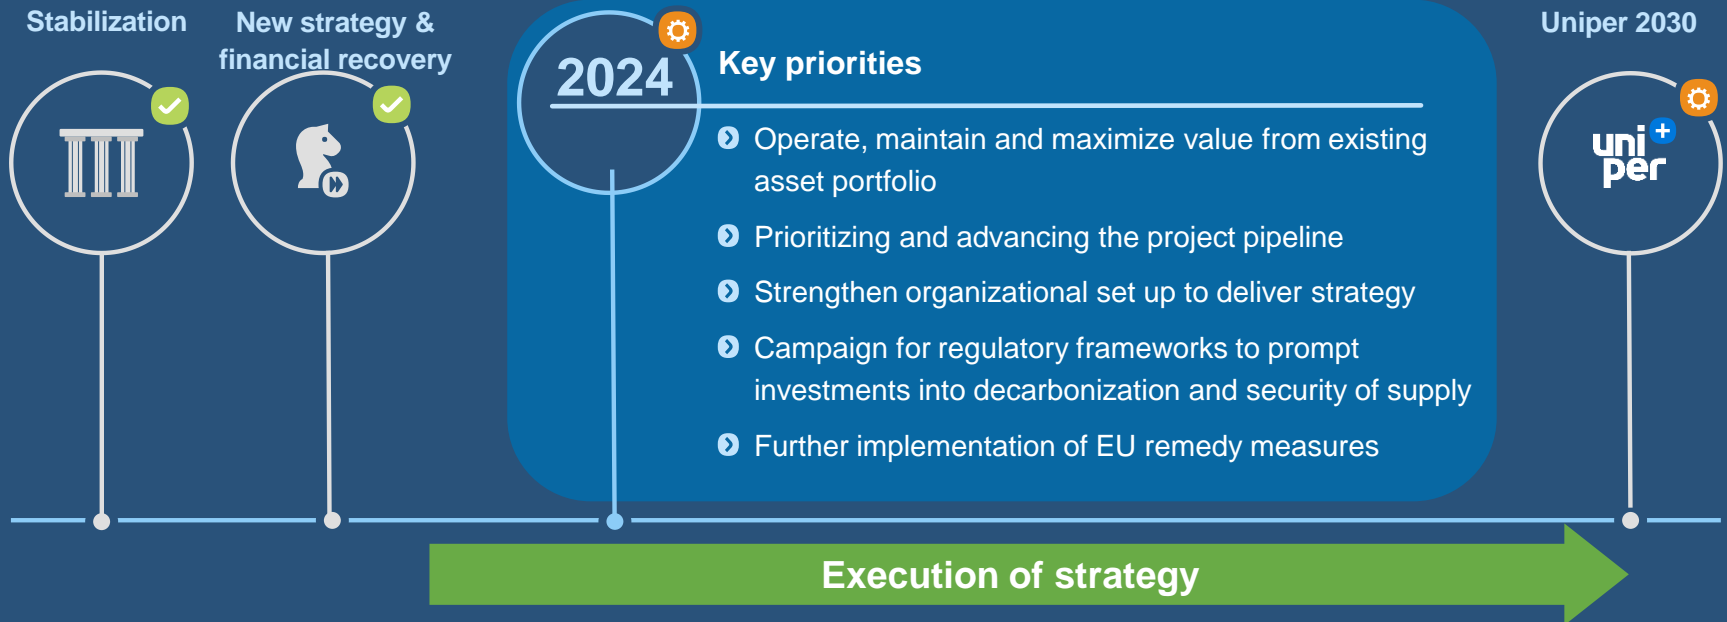 Stabilization
New strategy &
financial recovery
2024
Key priorities
Operate, maintain and maximize value from existing
asset portfolio
Prioritizing and advancing the project pipeline
Strengthen organizational set up to deliver strategy
Campaign for regulatory frameworks to prompt
investments into decarbonization and security of supply
Further implementation of EU remedy measures
Uniper 2030
uni
per
Execution of strategy